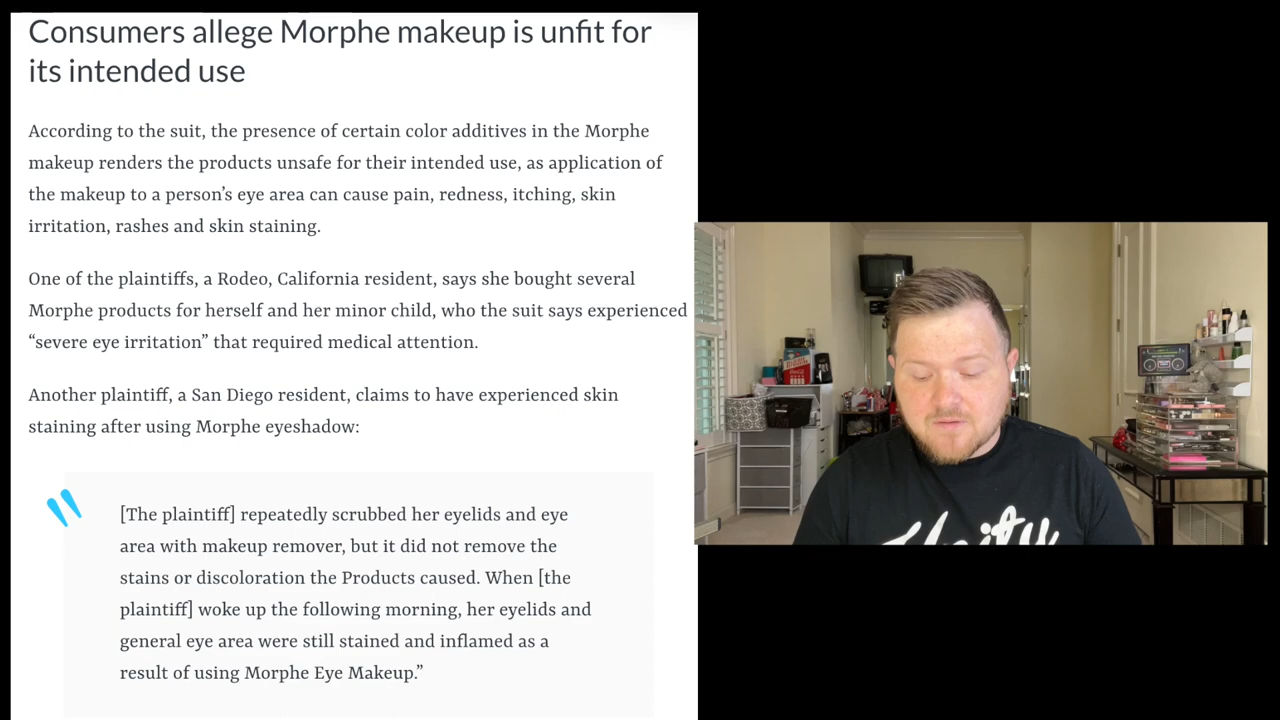 Consumers allege Morphe makeup is unfit for
its intended use
According to the suit, the presence of certain color additives in the Morphe
makeup renders the products unsafe for their intended use, as application of
the makeup to a person’s eye area can cause pain, redness, itching, skin
irritation, rashes and skin staining.
One of the plaintiffs, a Rodeo, California resident, says she bought several
Morphe products for herself and her minor child, who the suit says experienced
“severe eye irritation” that required medical attention.
Another plaintiff, a San Diego resident, claims to have experienced skin
staining after using Morphe eyeshadow:
[The plaintiff] repeatedly scrubbed her eyelids and eye
area with makeup remover, but it did not remove the
stains or discoloration the Products caused. When [the
plaintiff] woke up the following morning, her eyelids and
general eye area were still stained and inflamed as a
result of using Morphe Eye Makeup.”